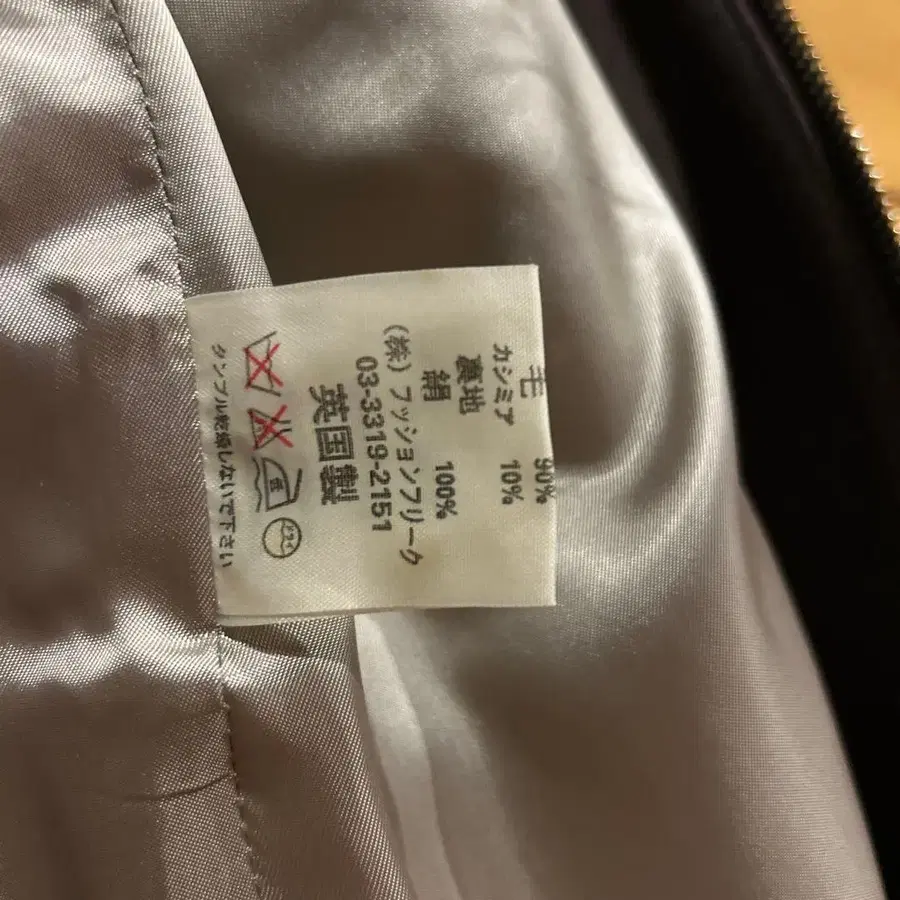 毛 90%
カシミア 10%
裏地
絹 100%
(株)フッションフリーク
03-3319-2151
英国製
タンブル乾燥しないで下さい